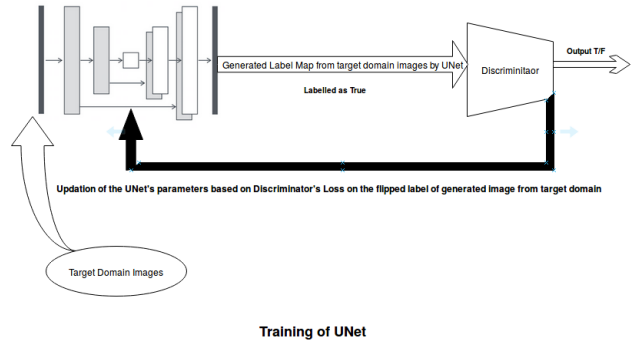 Generated Label Map from target domain images by UNet
Labelled as True
Discriminitaor
Output T/F
Updation of the UNet's parameters based on Discriminator's Loss on the flipped label of generated image from target domain
Target Domain Images
Training of UNet